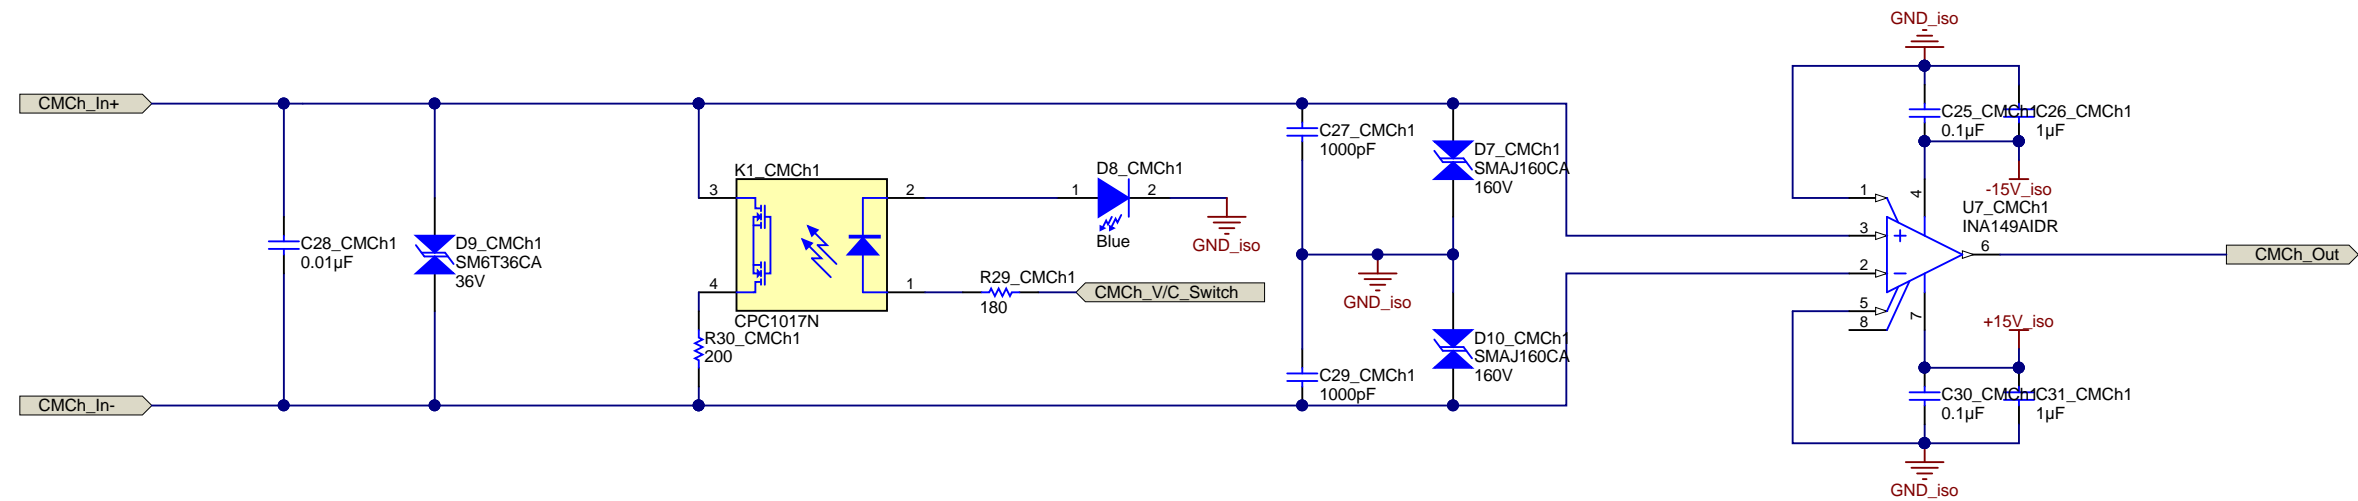 GND_iso
CMCh_In+
C25_CMCh1
0.1µF
C26_CMCh1
1µF
C27_CMCh1
1000pF
D7_CMCh1
SMAJ160CA
160V
K1_CMCh1
3
2
D8_CMCh1
1
2
Blue
GND_iso
1
4
-15V_iso
U7_CMCh1
INA149AIDR
3
C28_CMCh1
0.01µF
D9_CMCh1
SM6T36CA
36V
6
CMCh_Out
2
4
1
R29_CMCh1
180
CMCh_V/C_Switch
GND_iso
5
8
7
+15V_iso
CPC1017N
R30_CMCh1
200
D10_CMCh1
SMAJ160CA
160V
C29_CMCh1
1000pF
C30_CMCh1
0.1µF
C31_CMCh1
1µF
CMCh_In-
GND_iso